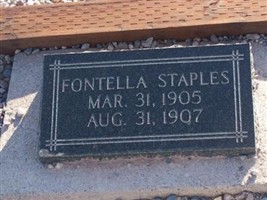 FONTELLA STAPLES
MAR. 31, 1905
AUG. 31, 1907